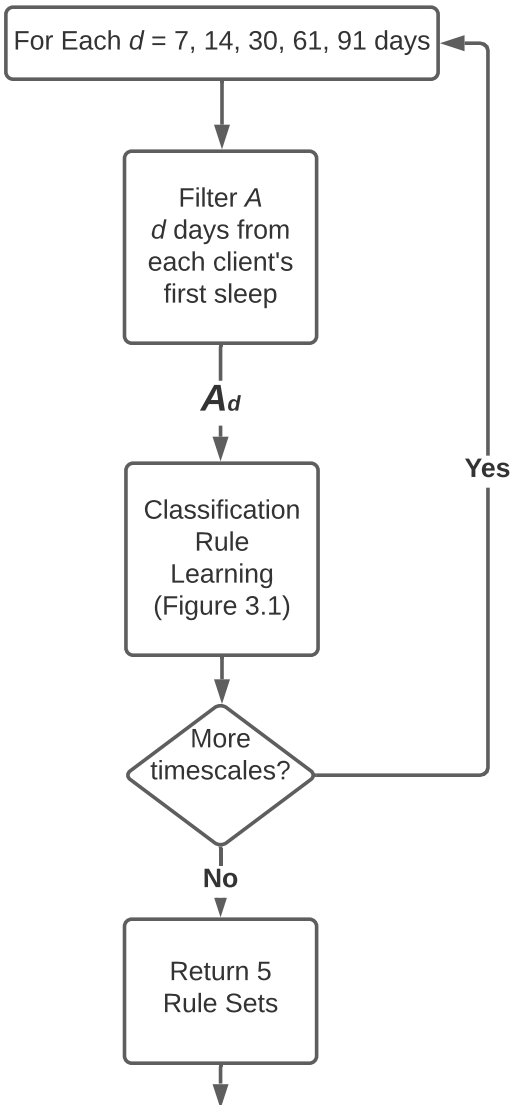 For Each d = 7, 14, 30, 61, 91 days
Filter A
d days from
each client's
first sleep
Ad
Classification
Rule
Learning
(Figure 3.1)
Yes
More
timescales?
No
Return 5
Rule Sets